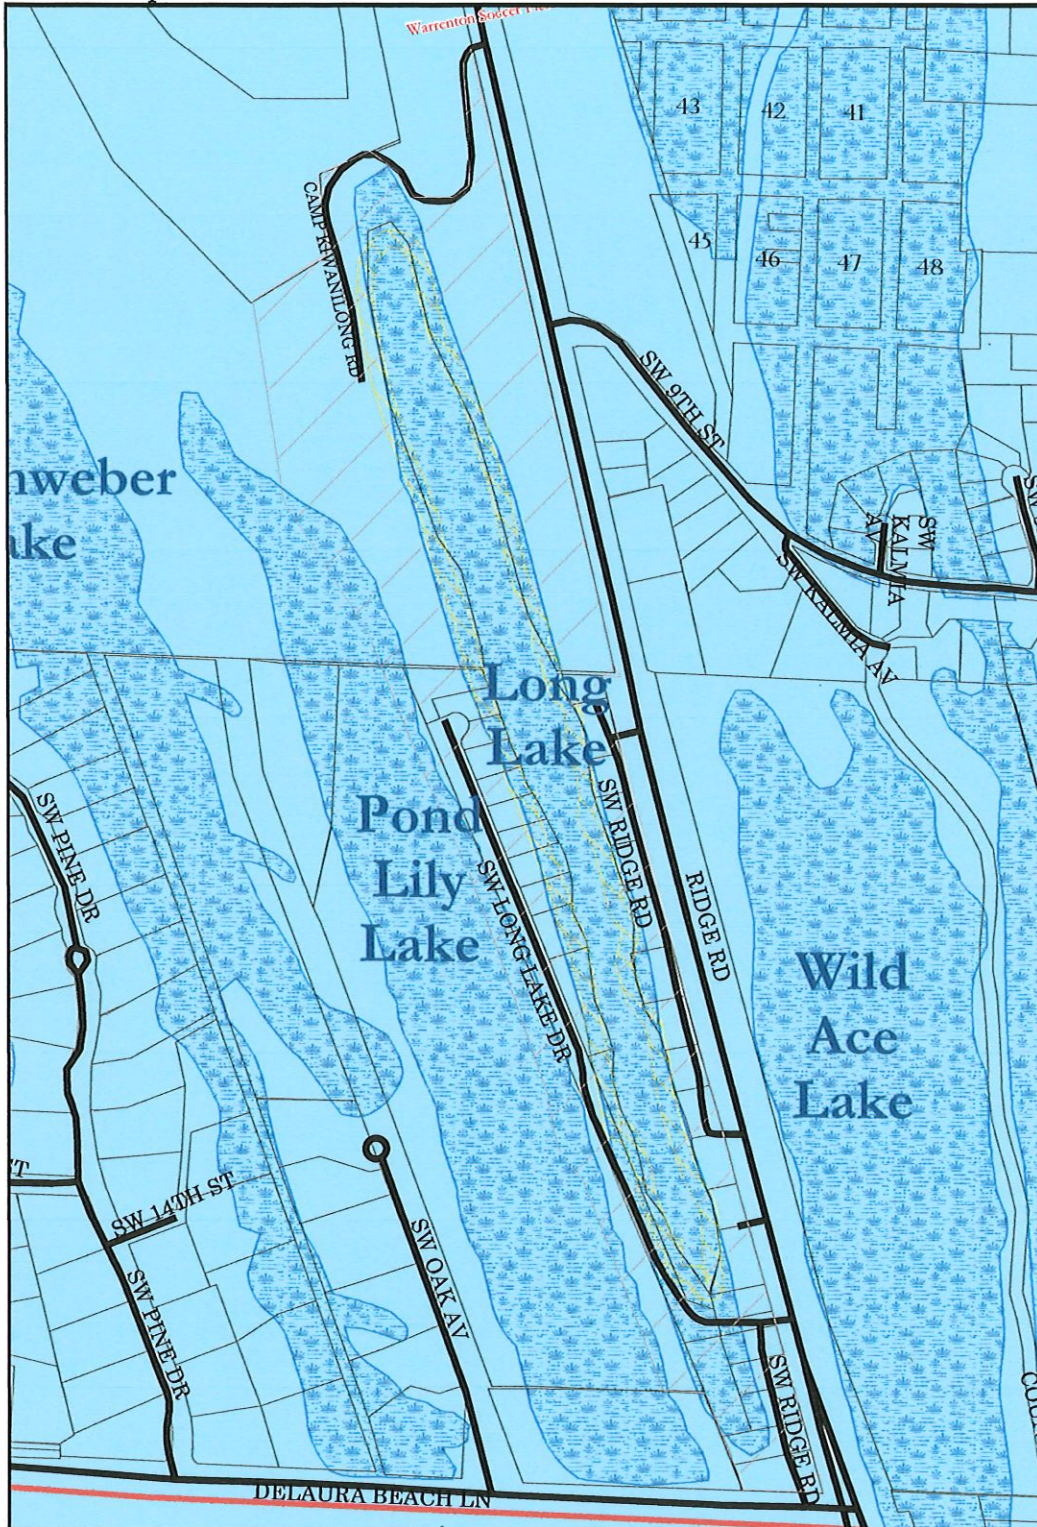 Warrenton Soccer
43
42
41
CAMP KIWANILONG RD
45
46
47
48
SW 9TH ST
SW
KALMIA
AV
SW KALMIA AV
Long
Lake
SW PINE DR
Pond
Lily
Lake
SW RIDGE RD
RIDGE RD
SW LONG LAKE DR
Wild
Ace
Lake
SW 14TH ST
SW OAK AV
SW PINE DR
SW RIDGE RD
DELAURA BEACH LN